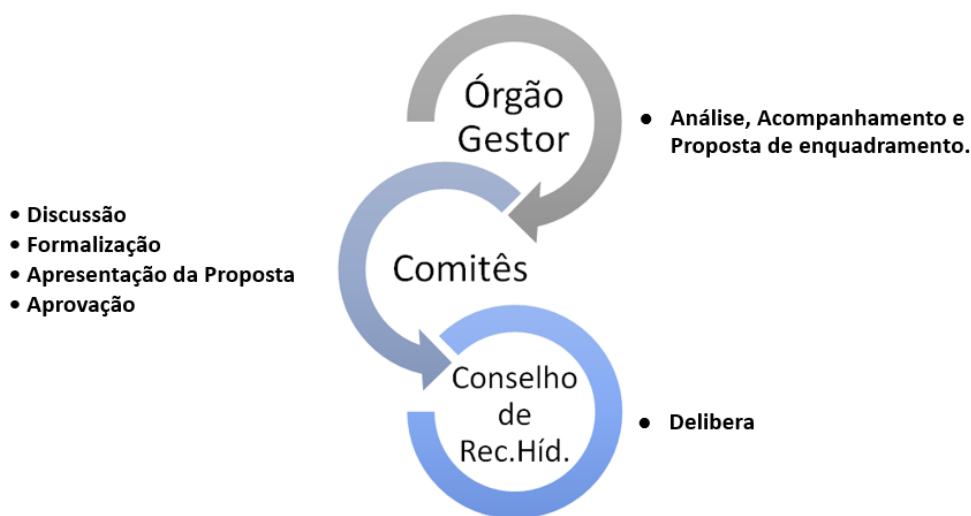 Órgão
Gestor
● Análise, Acompanhamento e
Proposta de enquadramento.
• Discussão
• Formalização
• Apresentação da Proposta
• Aprovação
Comitês
Conselho
de
Rec.Híd.
● Delibera